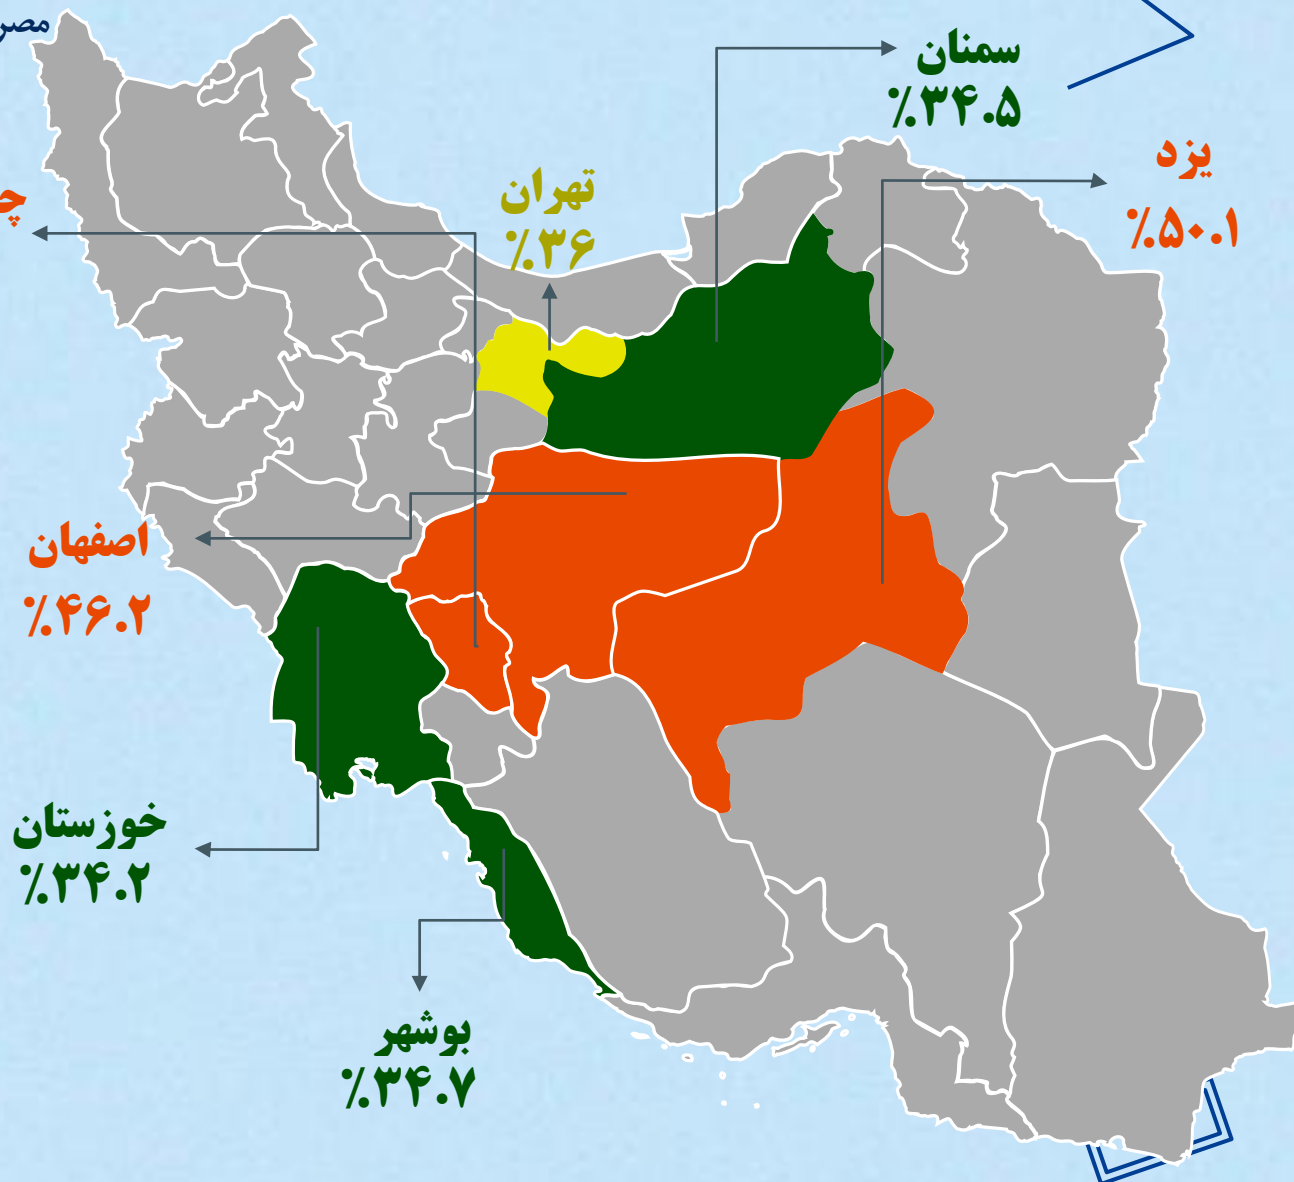 مصر
سمنان
%۳۴.۵
یزد
%۵۰.۱
تهران
%۳۶
چ
اصفهان
%۴۶.۲
خوزستان
%۳۴.۲
بوشهر
%۳۴.۷